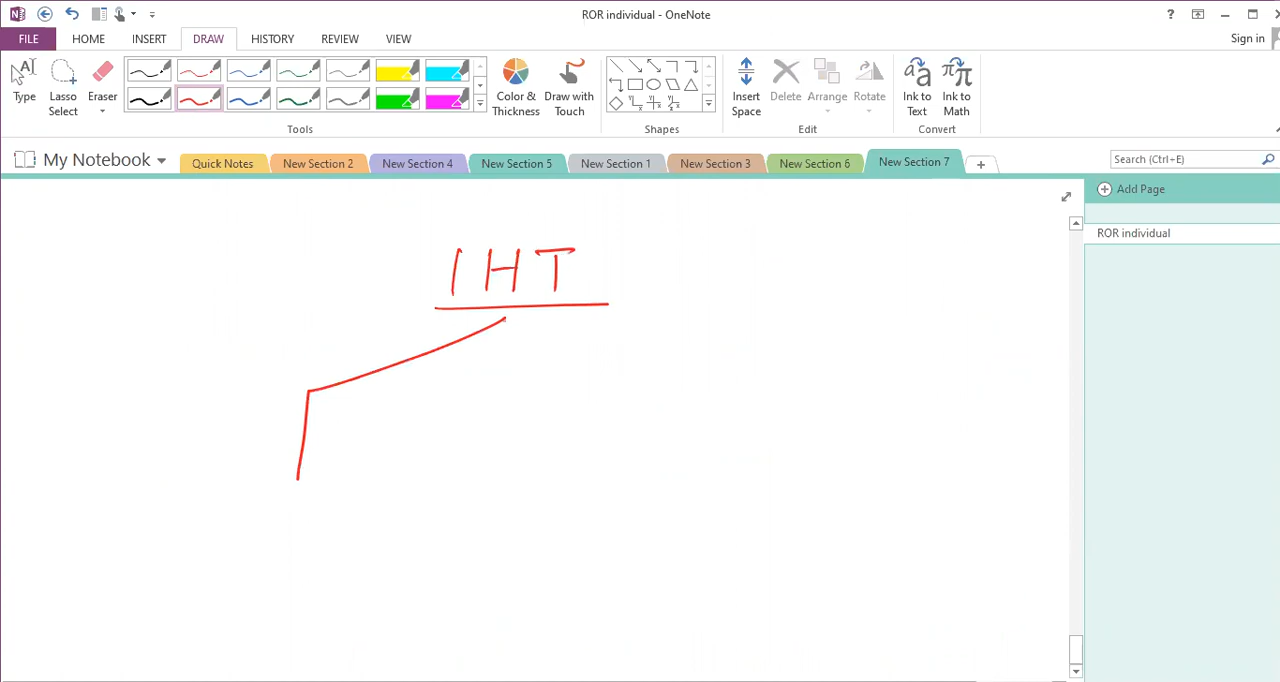 ROR individual - OneNote
?
Sign in
FILE HOME INSERT DRAW HISTORY REVIEW VIEW
Type
Lasso Select
Eraser
Color & Thickness
Draw with Touch
Insert Space
Delete
Arrange
Rotate
Ink to Text
Ink to Math
Tools
Shapes
Edit
Convert
My Notebook
Quick Notes
New Section 2
New Section 4
New Section 5
New Section 1
New Section 3
New Section 6
New Section 7
+
Search (Ctrl+E)
Add Page
ROR individual
IHT